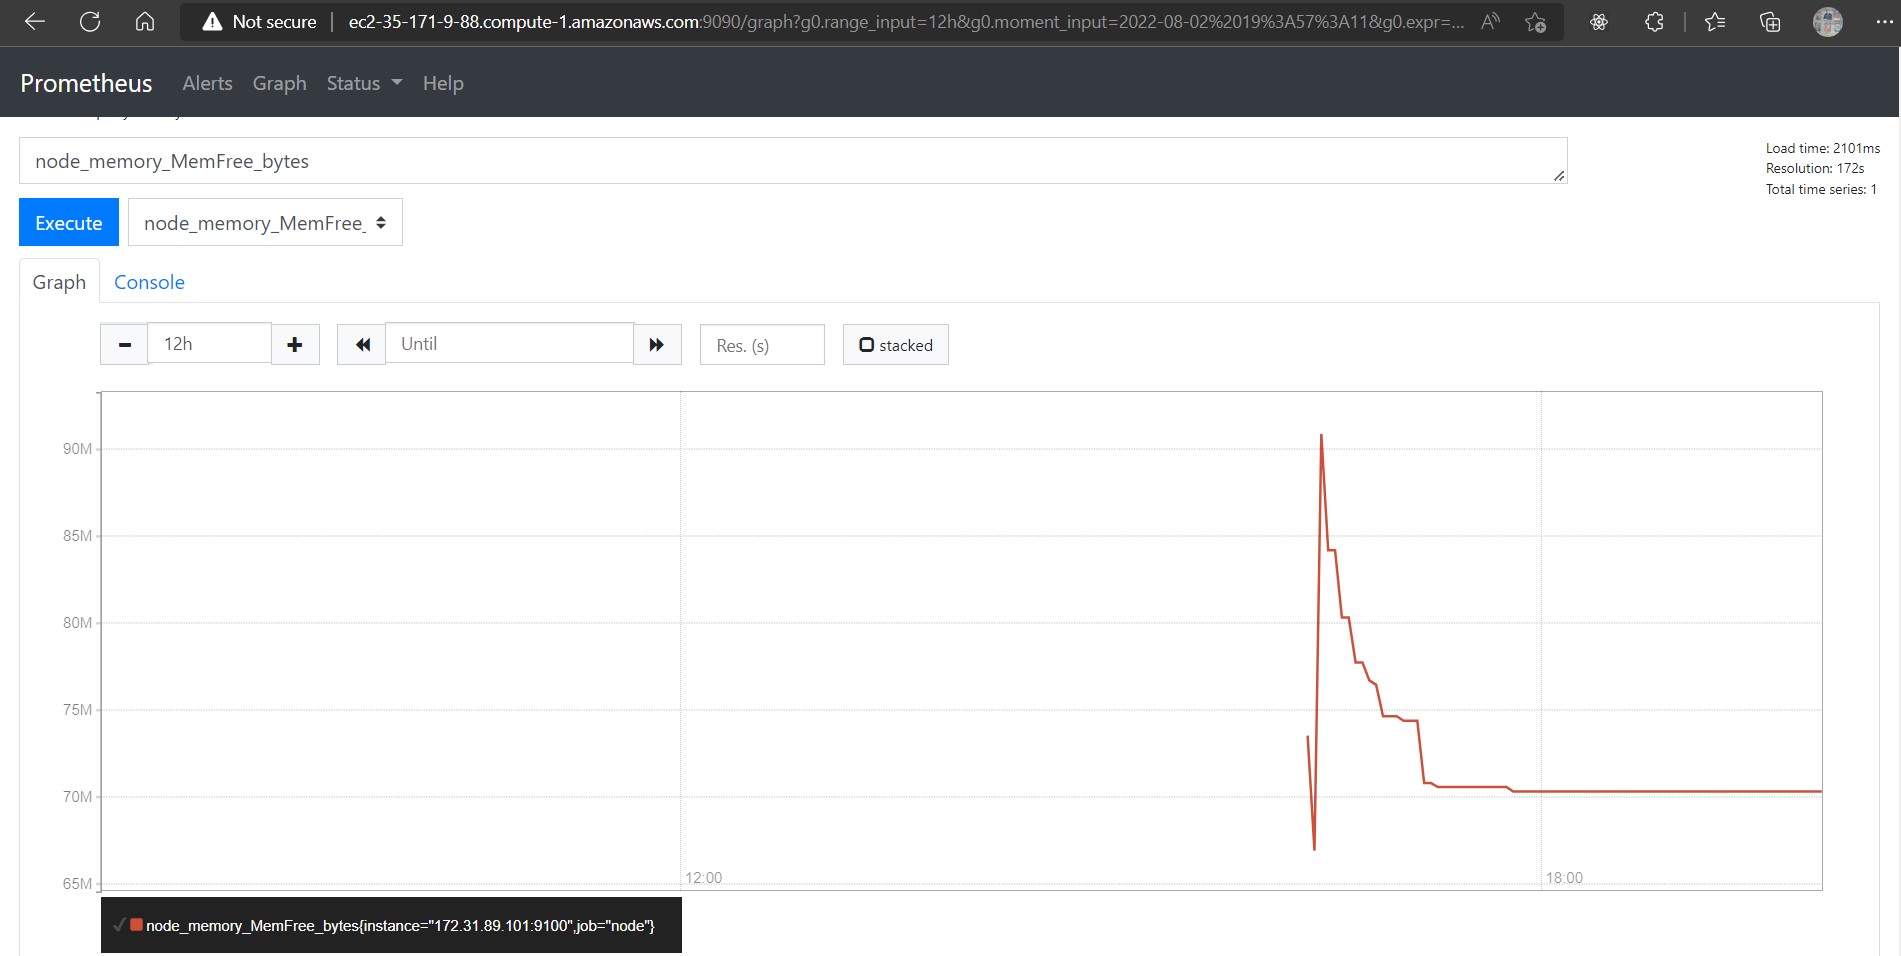 Not secure | ec2-35-171-9-88.compute-1.amazonaws.com:9090/graph?g0.range_input=12h&g0.moment_input=2022-08-02%2019%3A57%3A11&g0.expr=...
Prometheus Alerts Graph Status Help
node_memory_MemFree_bytes
Load time: 2101ms
Resolution: 172s
Total time series: 1
Execute node_memory_MemFree_
Graph Console
12h Until Res. (s) stacked
90M
85M
80M
75M
70M
65M
12:00 18:00
node_memory_MemFree_bytes{instance="172.31.89.101:9100",job="node"}